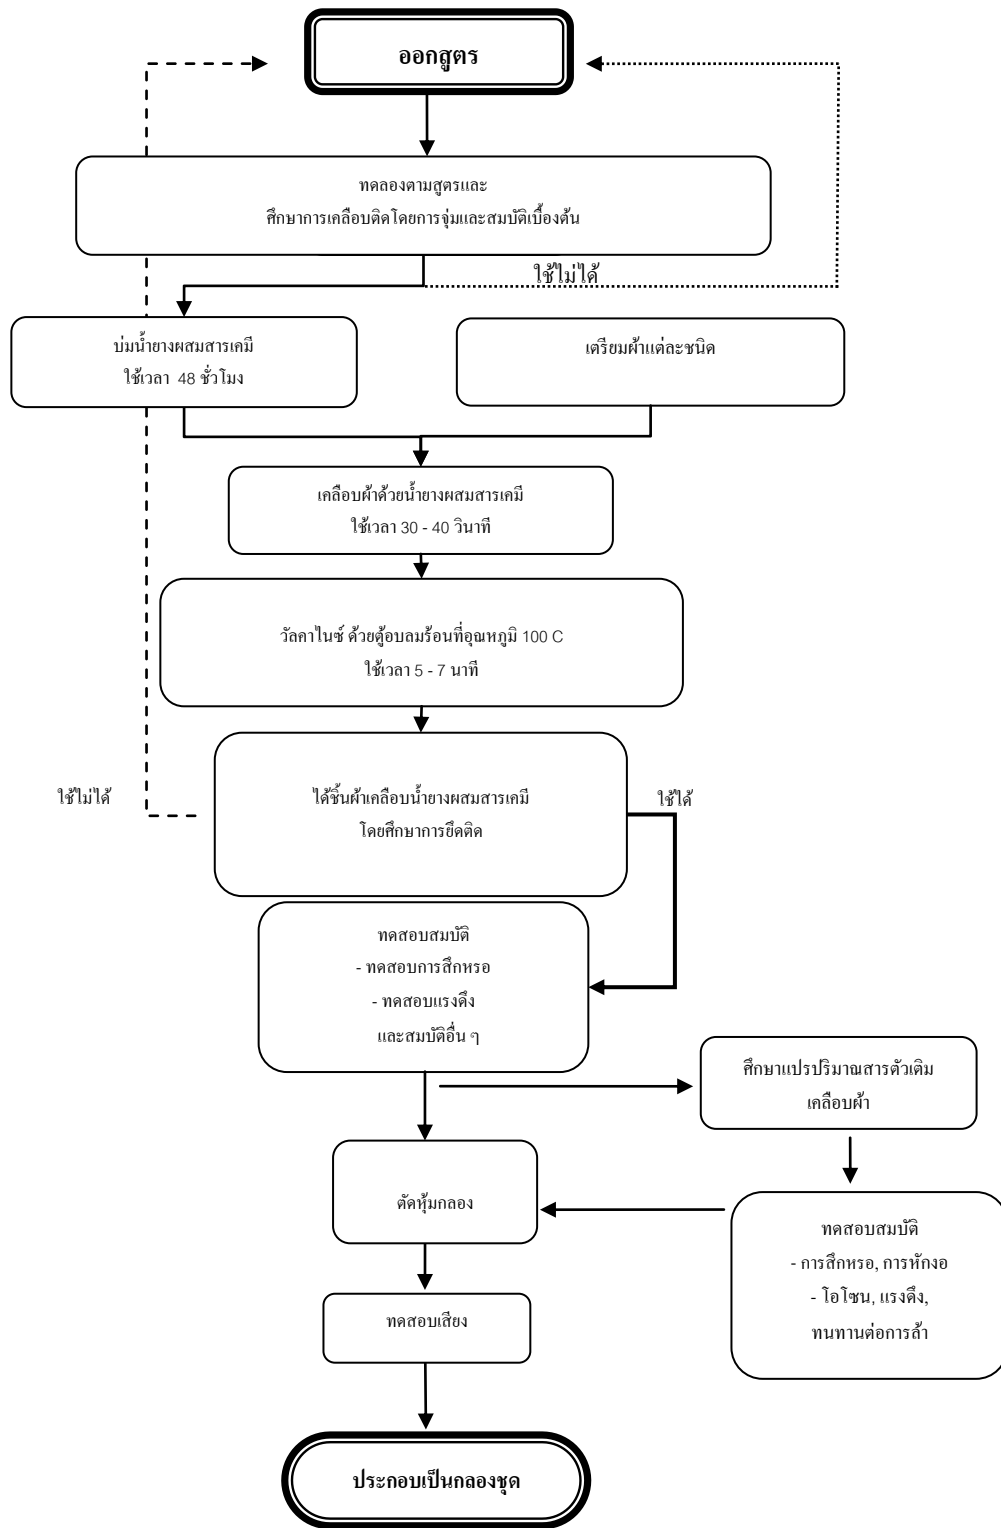 ออกสูตร
ทดลองตามสูตรและ
ศึกษาการเคลือบติดโดยการจุ่มและสมบัติเบื้องต้น
ใช้ไม่ได้
บ่มน้ำยางผสมสารเคมี
ใช้เวลา 48 ชั่วโมง
เตรียมผ้าแต่ละชนิด
เคลือบผ้าด้วยน้ำยางผสมสารเคมี
ใช้เวลา 30 - 40 วินาที
วัลคาไนซ์ ด้วยตู้อบลมร้อนที่อุณหภูมิ 100 C
ใช้เวลา 5 - 7 นาที
ใช้ไม่ได้
ได้ชิ้นผ้าเคลือบน้ำยางผสมสารเคมี
โดยศึกษาการยึดติด
ใช้ได้
ทดสอบสมบัติ
- ทดสอบการสึกหรอ
- ทดสอบแรงดึง
และสมบัติอื่น ๆ
ศึกษาแปรปริมาณสารตัวเติม
เคลือบผ้า
ตัดหุ้มกลอง
ทดสอบสมบัติ
- การสึกหรอ, การหักงอ
- โอโซน, แรงดึง,
ทนทานต่อการล้า
ทดสอบเสียง
ประกอบเป็นกลองชุด